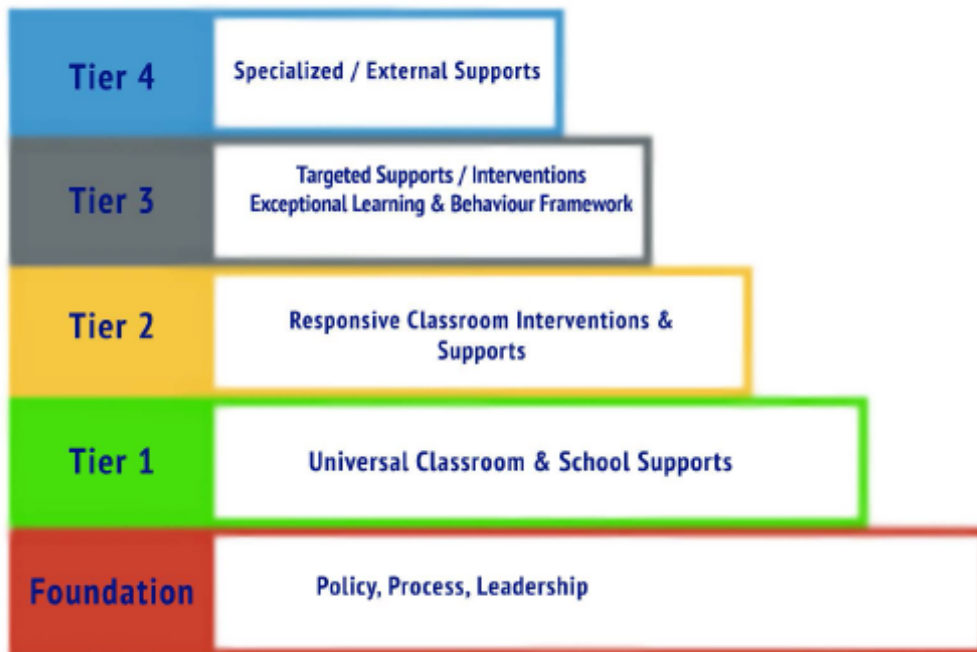 Tier 4
Specialized / External Supports
Tier 3
Targeted Supports / Interventions
Exceptional Learning & Behaviour Framework
Tier 2
Responsive Classroom Interventions &
Supports
Tier 1
Universal Classroom & School Supports
Foundation
Policy, Process, Leadership